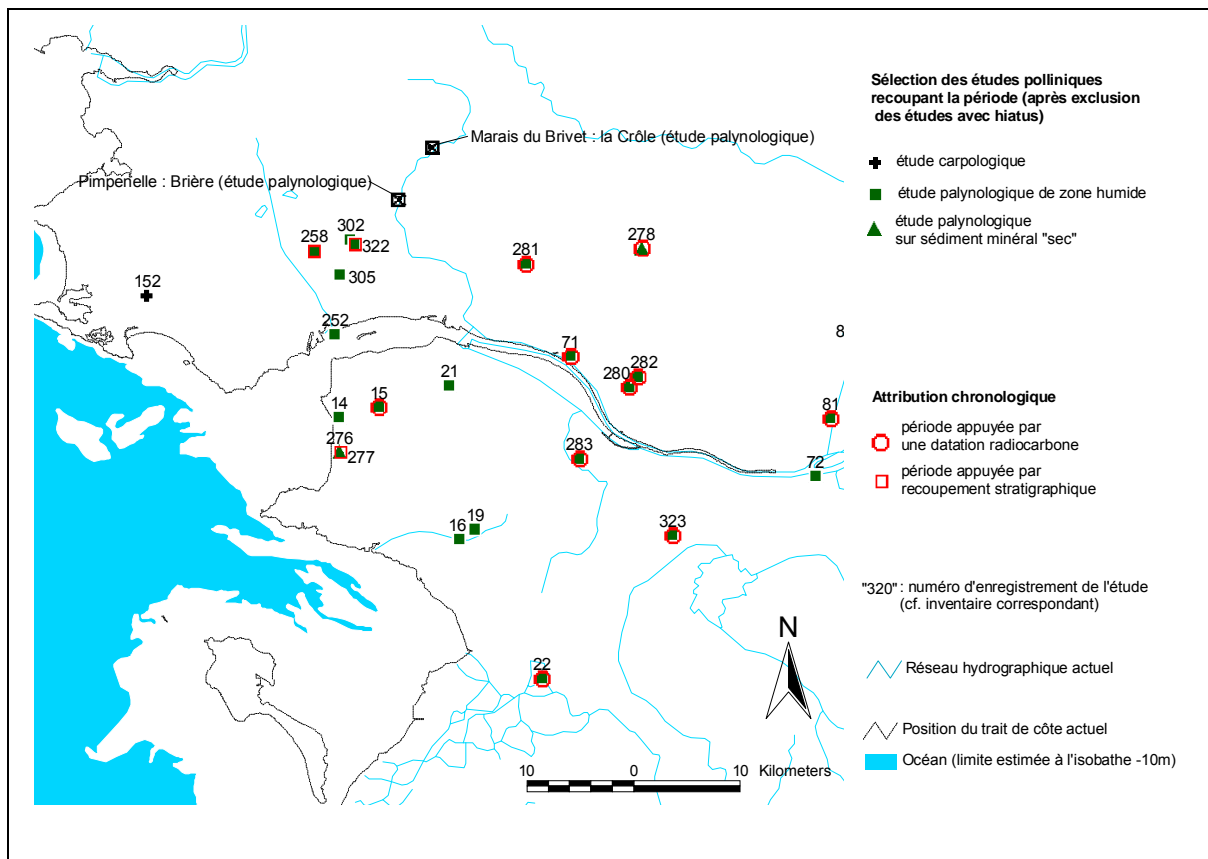 Sélection des études polliniques
recoupant la période (après exclusion
des études avec hiatus)
étude carpologique
étude palynologique de zone humide
étude palynologique
sur sédiment minéral "sec"
Attribution chronologique
période appuyée par
une datation radiocarbone
période appuyée par
recoupement stratigraphique
"320" : numéro d'enregistrement de l'étude
(cf. inventaire correspondant)
Réseau hydrographique actuel
Position du trait de côte actuel
Océan (limite estimée à l'isobathe -10m)
Marais du Brivet : la Crôle (étude palynologique)
Pimperielle : Brière (étude palynologique)
302
258
322
305
152
252
281
278
8
71
282
280
21
14
15
81
276
277
283
72
19
16
323
22
N
10 0 10 Kilometers